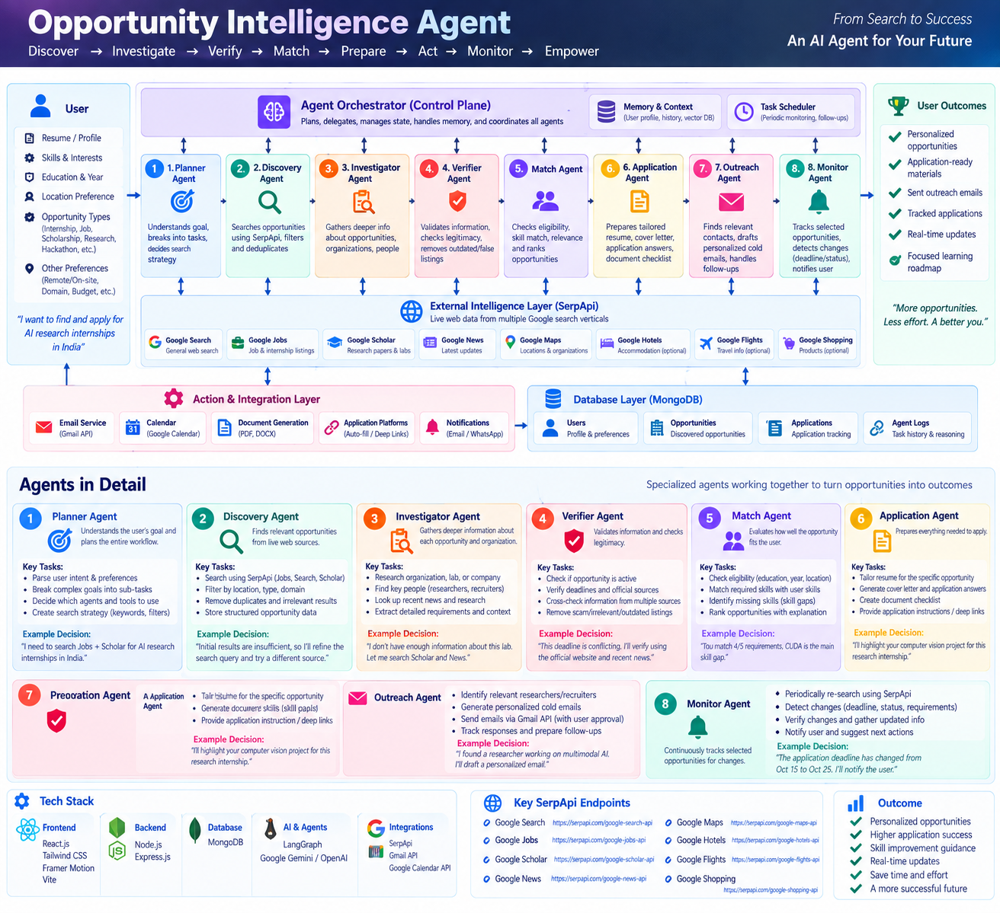 Opportunity Intelligence Agent
Discover → Investigate → Verify → Match → Prepare → Act → Monitor → Empower
From Search to Success
An AI Agent for Your Future
User
Resume / Profile
Skills & Interests
Education & Year
Location Preference
Opportunity Types
(Internship, Job,
Scholarship, Research,
Hackathon, etc.)
Other Preferences
(Remote/On-site,
Domain, Budget, etc.)
"I want to find and apply for
AI research internships
in India"
Agent Orchestrator (Control Plane)
Plans, delegates, manages state, handles memory, and coordinates all agents
Memory & Context
(User profile, history, vector DB)
Task Scheduler
(Periodic monitoring, follow-ups)
1 1. Planner
Agent
Understands goal,
breaks into tasks,
decides search
strategy
2. 2. Discovery
Agent
Searches opportunities
using SerpApi, filters
and deduplicates
3. 3. Investigator
Agent
Gathers deeper info
about opportunities,
organizations, people
4. 4. Verifier
Agent
Validates information,
checks legitimacy,
removes outdated/false
listings
5. Match Agent
Checks eligibility,
skill match, relevance
and ranks
opportunities
6. 6. Application
Agent
Prepares tailored
resume, cover letter,
application answers,
document checklist
7. 7. Outreach
Agent
Finds relevant
contacts, drafts
personalized cold
emails, handles
follow-ups
8. 8. Monitor
Agent
Tracks selected
opportunities,
detects changes
(deadline/status),
notifies user
User Outcomes
Personalized
opportunities
Application-ready
materials
Sent outreach emails
Tracked applications
Real-time updates
Focused learning
roadmap
"More opportunities.
Less effort. A better you."
External Intelligence Layer (SerpApi)
Live web data from multiple Google search verticals
Google Search
General web search
Google Jobs
Job & internship listings
Google Scholar
Research papers & labs
Google News
Latest updates
Google Maps
Locations & organizations
Google Hotels
Accommodation (optional)
Google Flights
Travel info (optional)
Google Shopping
Products (optional)
Action & Integration Layer
Email Service
(Gmail API)
31
Calendar
(Google Calendar)
Document Generation
(PDF, DOCX)
Application Platforms
(Auto-fill / Deep Links)
Notifications
(Email / WhatsApp)
Database Layer (MongoDB)
Users
Profile & preferences
Opportunities
Discovered opportunities
Applications
Application tracking
Agent Logs
Task history & reasoning
Agents in Detail
Specialized agents working together to turn opportunities into outcomes
1 Planner Agent
Understands the user's goal and
plans the entire workflow.
Key Tasks:
• Parse user intent & preferences
• Break complex goals into sub-tasks
• Decide which agents and tools to use
• Create search strategy (keywords, filters)
Example Decision:
"I need to search Jobs + Scholar for AI research
internships in India."
2 Discovery Agent
Finds relevant opportunities
from live web sources.
Key Tasks:
• Search using SerpApi (Jobs, Search, Scholar)
• Filter by location, type, domain
• Remove duplicates and irrelevant results
• Store structured opportunity data
Example Decision:
"Initial results are insufficient, so I'll refine the
search query and try a different source."
3 Investigator Agent
Gathers deeper information about
each opportunity and organization.
Key Tasks:
• Research organization, lab, or company
• Find key people (researchers, recruiters)
• Look up recent news and research
• Extract detailed requirements and context
Example Decision:
"I don't have enough information about this lab.
Let me search Scholar and News."
4 Verifier Agent
Validates information and checks
legitimacy.
Key Tasks:
• Check if opportunity is active
• Verify deadlines and official sources
• Cross-check information from multiple sources
• Remove scam/irrelevant/outdated listings
Example Decision:
"This deadline is conflicting, I'll verify using
the official website and recent news."
5 Match Agent
Evaluates how well the opportunity
fits the user.
Key Tasks:
• Check eligibility (education, year, location)
• Match required skills with user skills
• Identify missing skills (skill gaps)
• Rank opportunities with explanation
Example Decision:
"Tou match 4/5 requirements, CUDA is the main
skill gap."
6 Application Agent
Prepares everything needed to apply.
Key Tasks:
• Tailor resume for the specific opportunity
• Generate cover letter and application answers
• Create document checklist
• Provide application instructions / deep links
Example Decision:
"I'll highlight your computer vision project for this
research internship."
7 Agent
A Application
Agent
• for the specific opportunity
• Generate document skills (skill
• Provide application instruction / deep links
Example Decision:
"I'll highlight your computer vision project for this
research internship."
Outreach Agent
• Identify relevant researchers/recruiters
• Generate personalized cold emails
• Send emails via Gmail API (with user approval)
• Track responses and prepare follow-ups
Example Decision:
"I found a researcher working on multimodal AI.
I'll draft a personalized email."
8 Monitor Agent
Continuously tracks selected
opportunities for changes.
• Periodically re-search using SerpApi
• Detect changes (deadline, status, requirements)
• Verify changes and gather updated info
• Notify user and suggest next actions
Example Decision:
"The application deadline has changed from
Oct 15 to Oct 25. I'll notify the user."
Tech Stack
Frontend
React.js
Tailwind CSS
Framer Motion
Vite
JS
Backend
Node.js
Express.js
Database
MongoDB
AI & Agents
LangGraph
Google Gemini / OpenAI
Integrations
SerpApi
Gmail API
Google Calendar API
Key SerpApi Endpoints
Google Search https://serpapi.com/google-search-api
Google Jobs https://serpapi.com/google-jobs-api
Google Scholar https://serpapi.com/google-scholar-api
Google News https://serpapi.com/google-news-api
Google Maps https://serpapi.com/google-maps-api
Google Hotels https://serpapi.com/google-hotels-api
Google Flights https://serpapi.com/google-flights-api
Google Shopping
https://serpapi.com/google-shopping-api
Outcome
Personalized opportunities
Higher application success
Skill improvement guidance
Real-time updates
Save time and effort
A more successful future